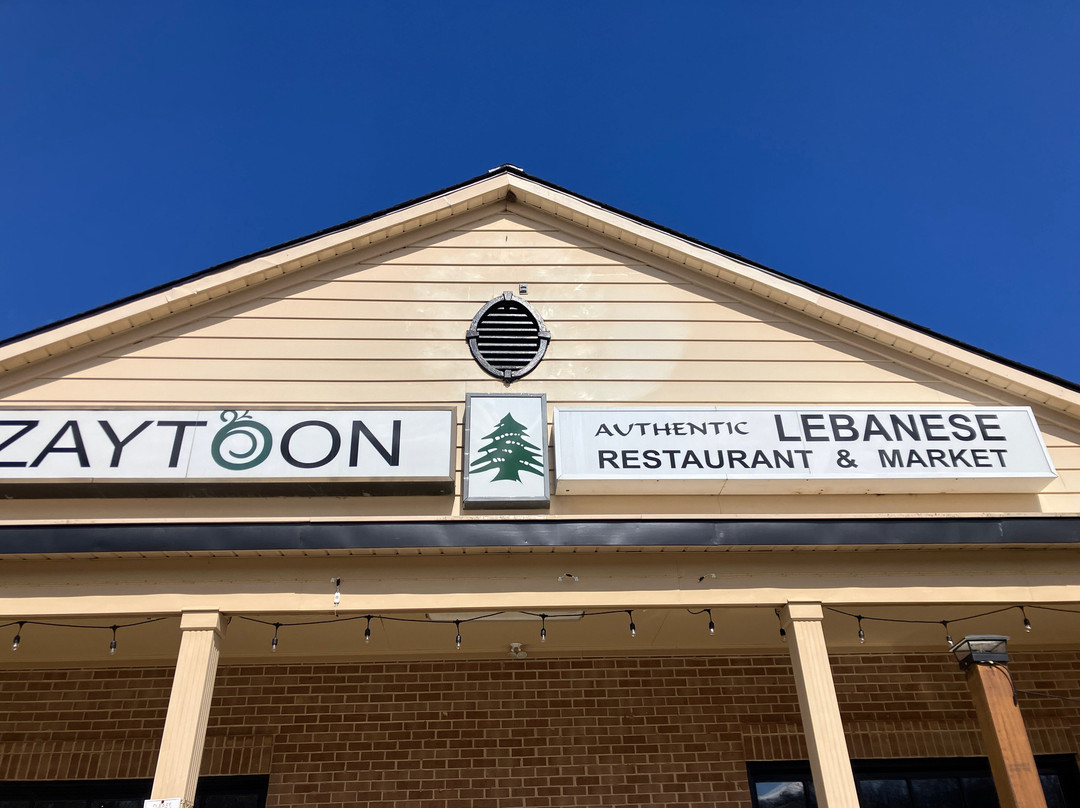 ZAYTOON
AUTHENTIC LEBANESE
RESTAURANT & MARKET